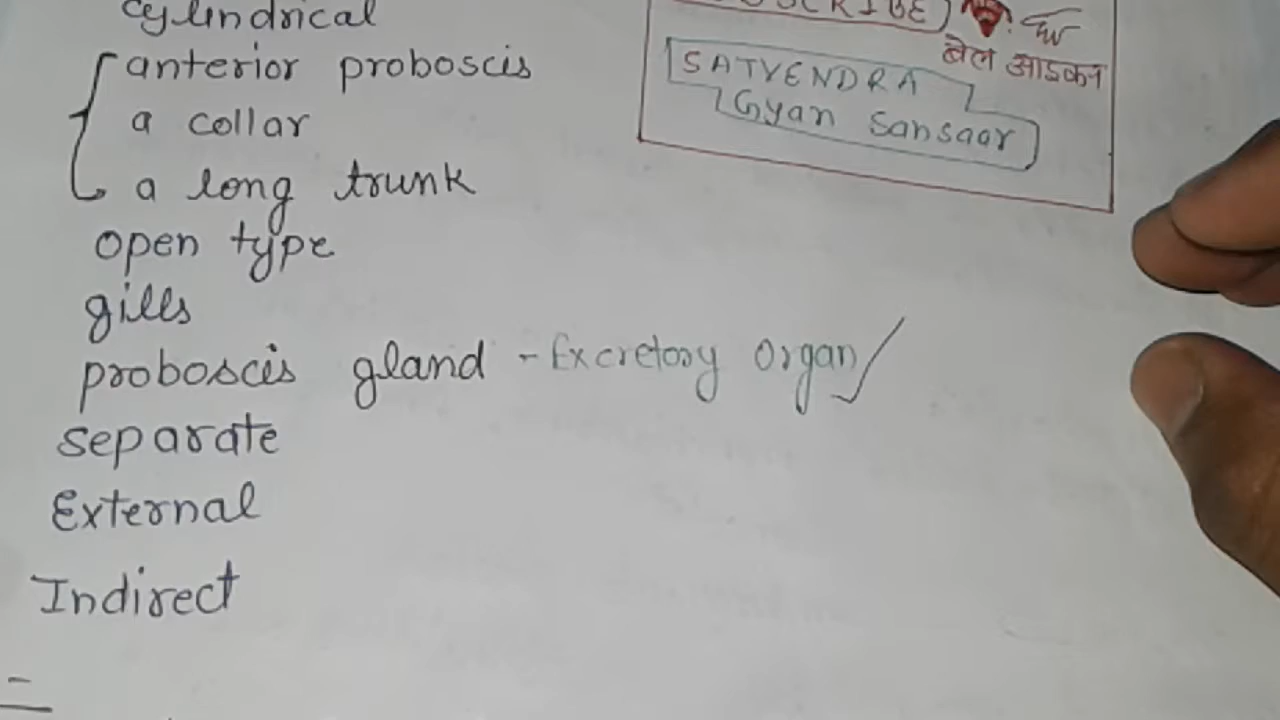 cylindrical
anterior proboscis
a collar
a long trunk
open type
gills
proboscis gland - Excretory Organ
separate
External
Indirect
बेल आइकन
SATYENDRA
Gyan Sansaar